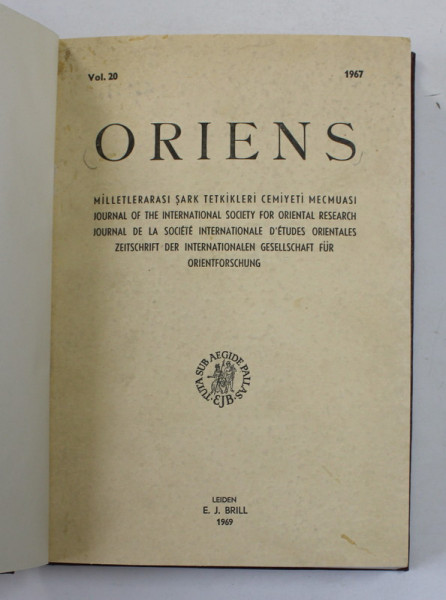 Vol. 20 1967
ORIENS
MİLLETLERARASI ŞARK TETKİKLERİ CEMİYETİ MECMUASI
JOURNAL OF THE INTERNATIONAL SOCIETY FOR ORIENTAL RESEARCH
JOURNAL DE LA SOCIÉTÉ INTERNATIONALE D'ÉTUDES ORIENTALES
ZEITSCHRIFT DER INTERNATIONALEN GESELLSCHAFT FÜR
ORIENTFORSCHUNG
TUTA SUB AEGIDE PALLAS
·EJB·
LEIDEN
E. J. BRILL
1969